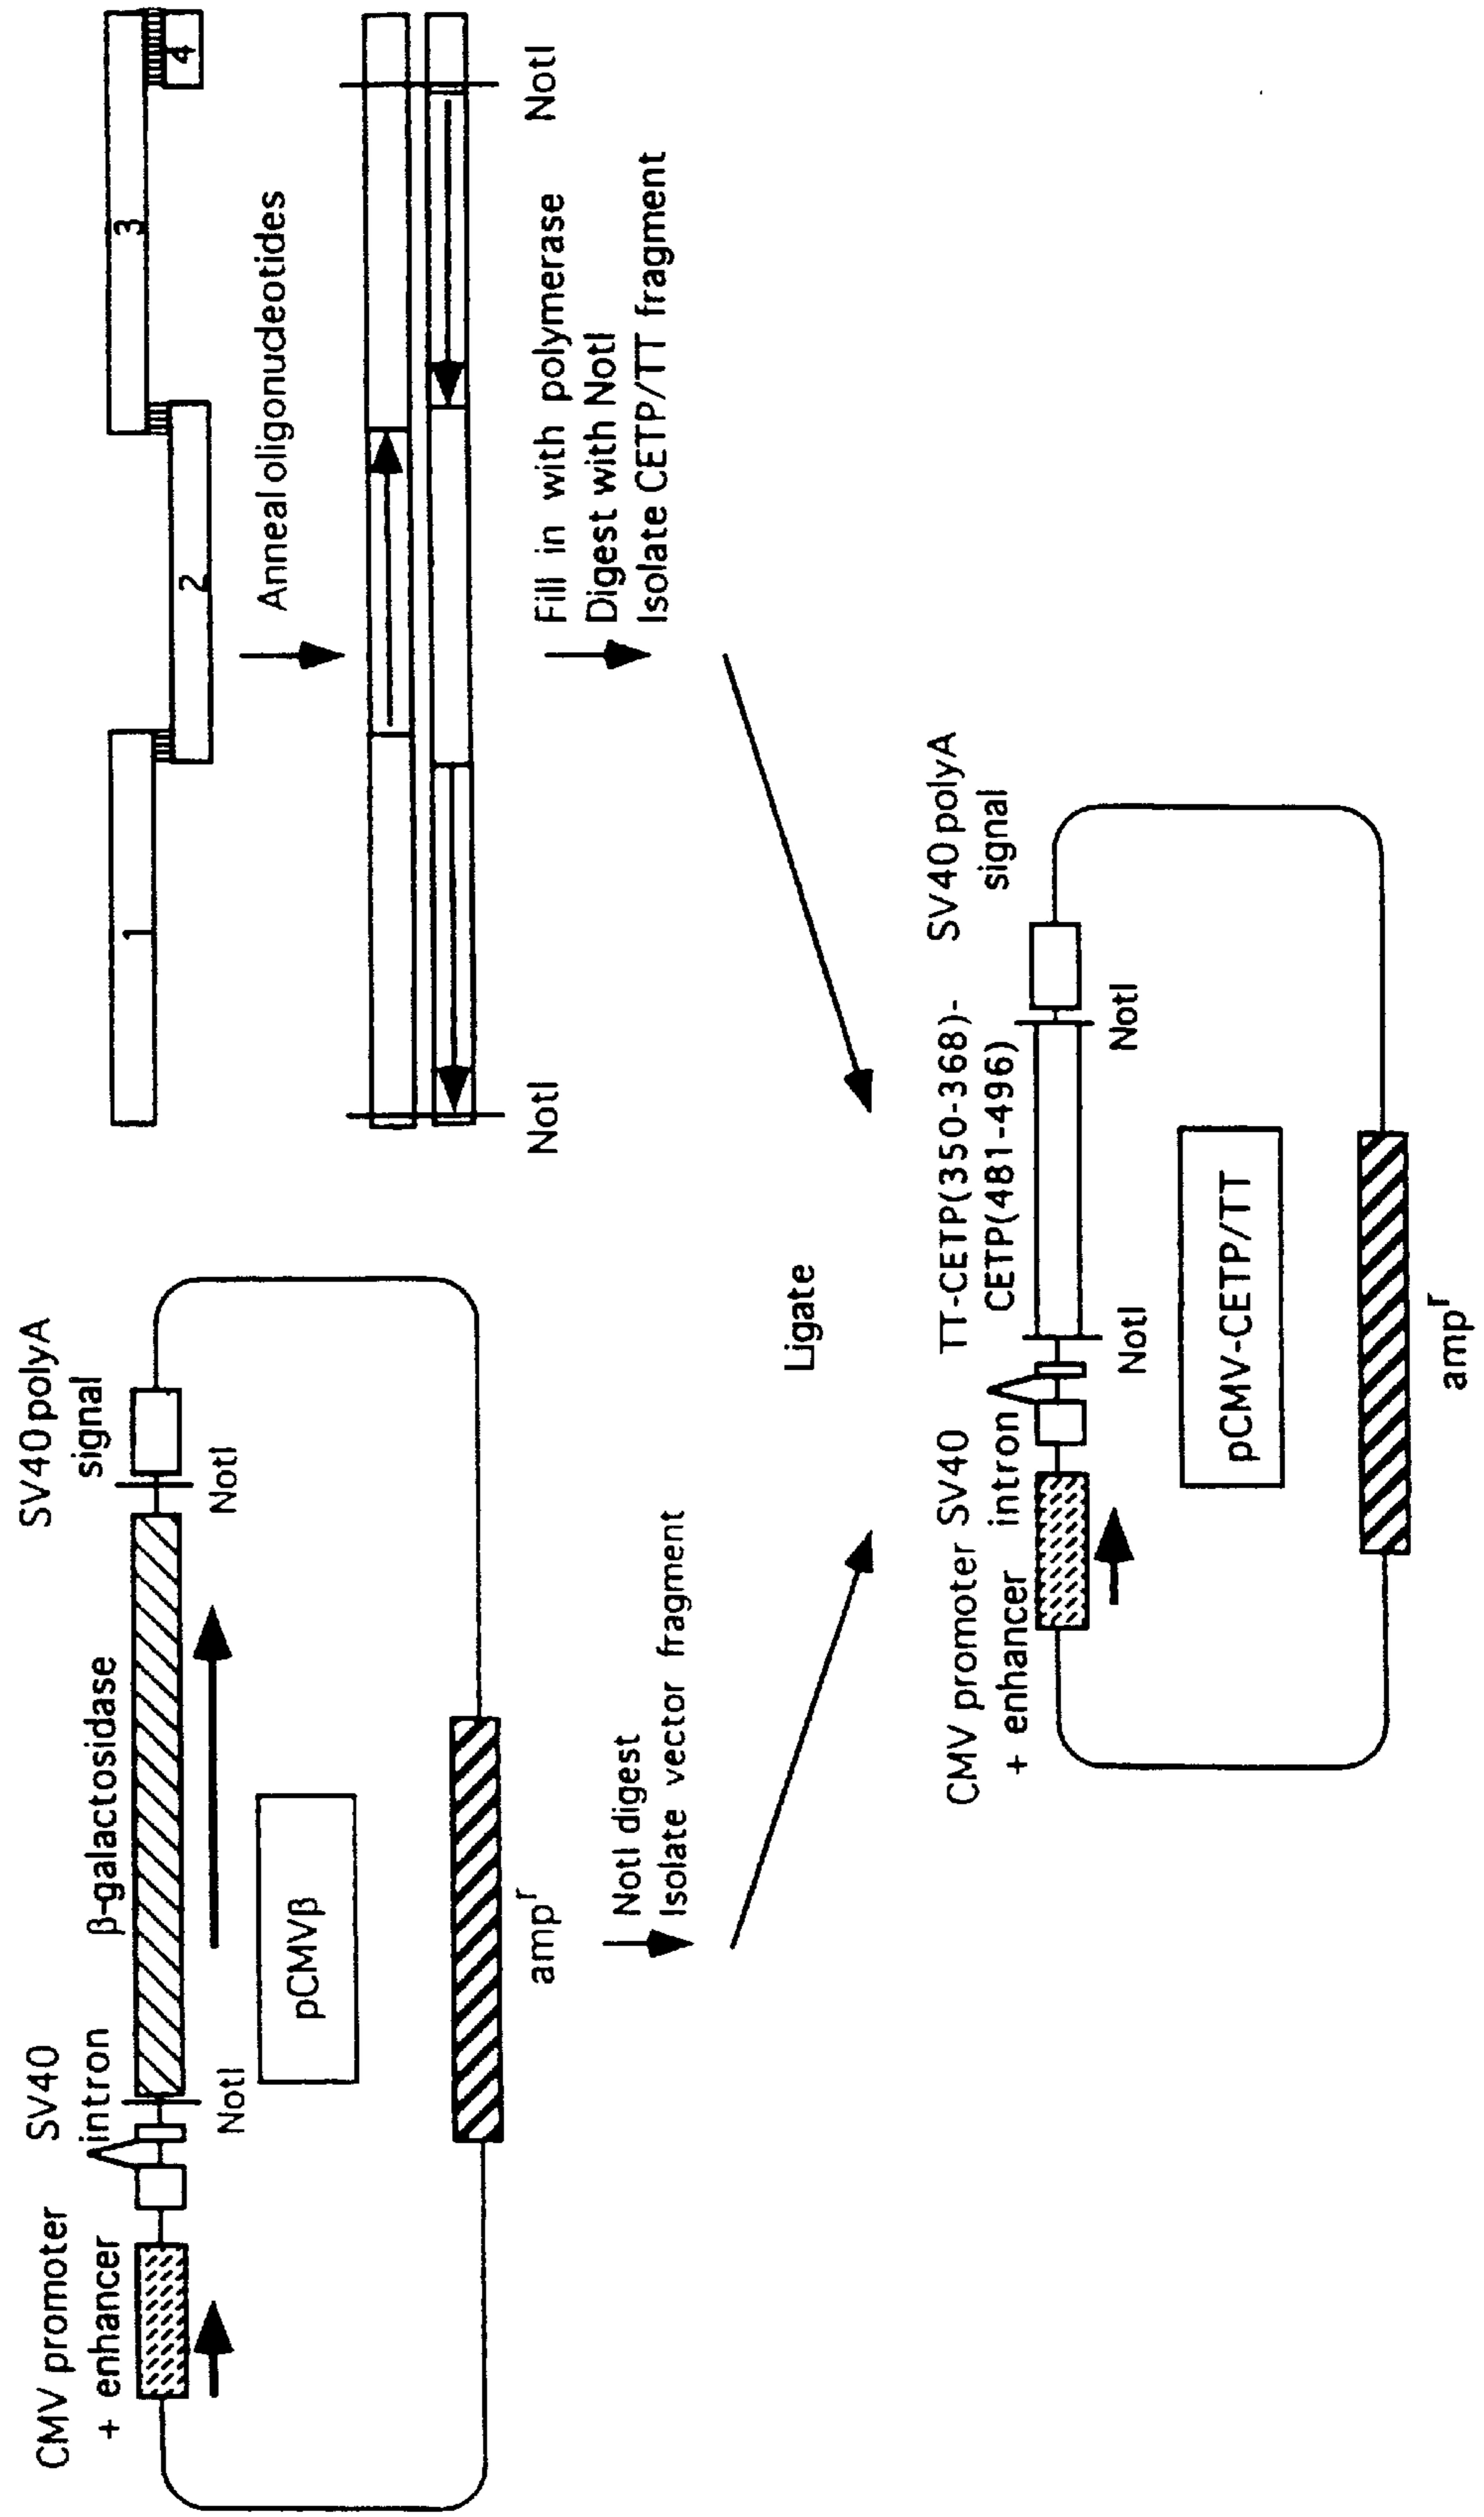 CMV promoter
+ enhancer
SV40
intron
β-galactosidase
SV40 polyA
signal
NotI
NotI
pCMVβ
amp^r
NotI digest
Isolate vector fragment
1
2
3
4
Anneal oligonucleotides
NotI
NotI
Fill in with polymerase
Digest with NotI
Isolate CETP/TT fragment
Ligate
CMV promoter
+ enhancer
SV40
intron
TT-CETP(350-368)-
CETP(481-496)
SV40 polyA
signal
NotI
NotI
pCMV-CETP/TT
amp^r